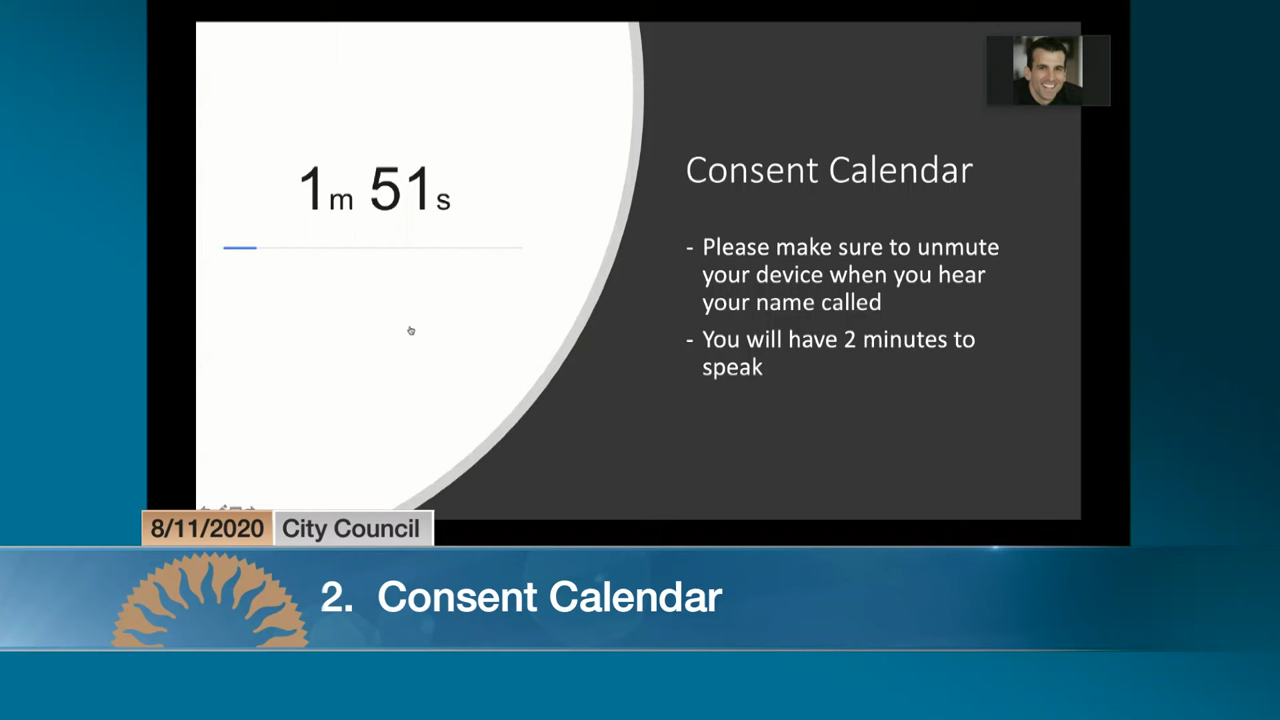 1m 51s
Consent Calendar
- Please make sure to unmute
your device when you hear
your name called
- You will have 2 minutes to
speak
8/11/2020 City Council
2. Consent Calendar